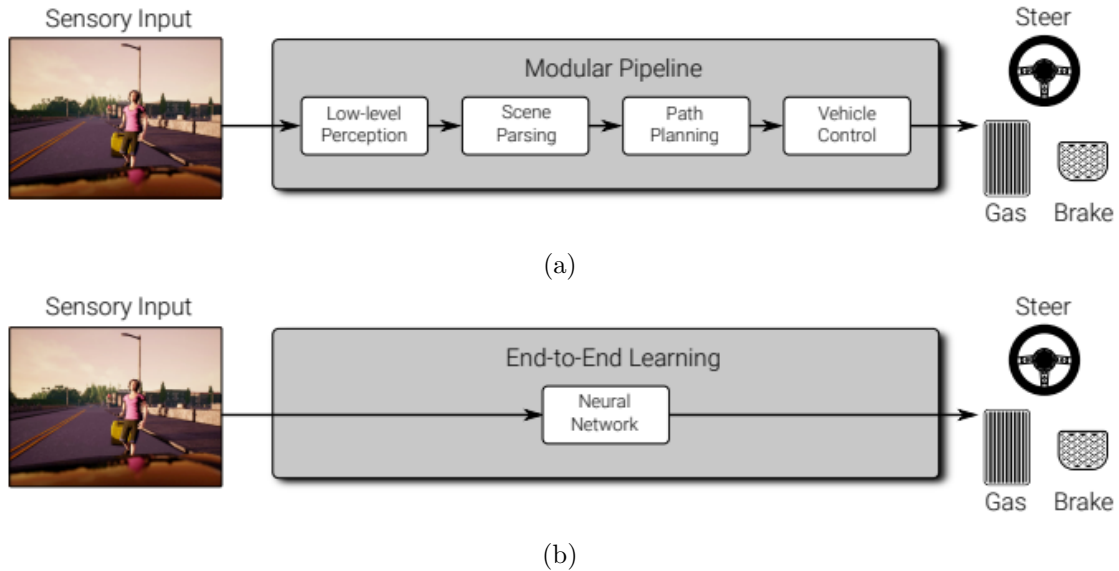 Sensory Input
Steer
Modular Pipeline
Low-level
Perception
Scene
Parsing
Path
Planning
Vehicle
Control
Gas
Brake
(a)
Sensory Input
Steer
End-to-End Learning
Neural
Network
Gas
Brake
(b)